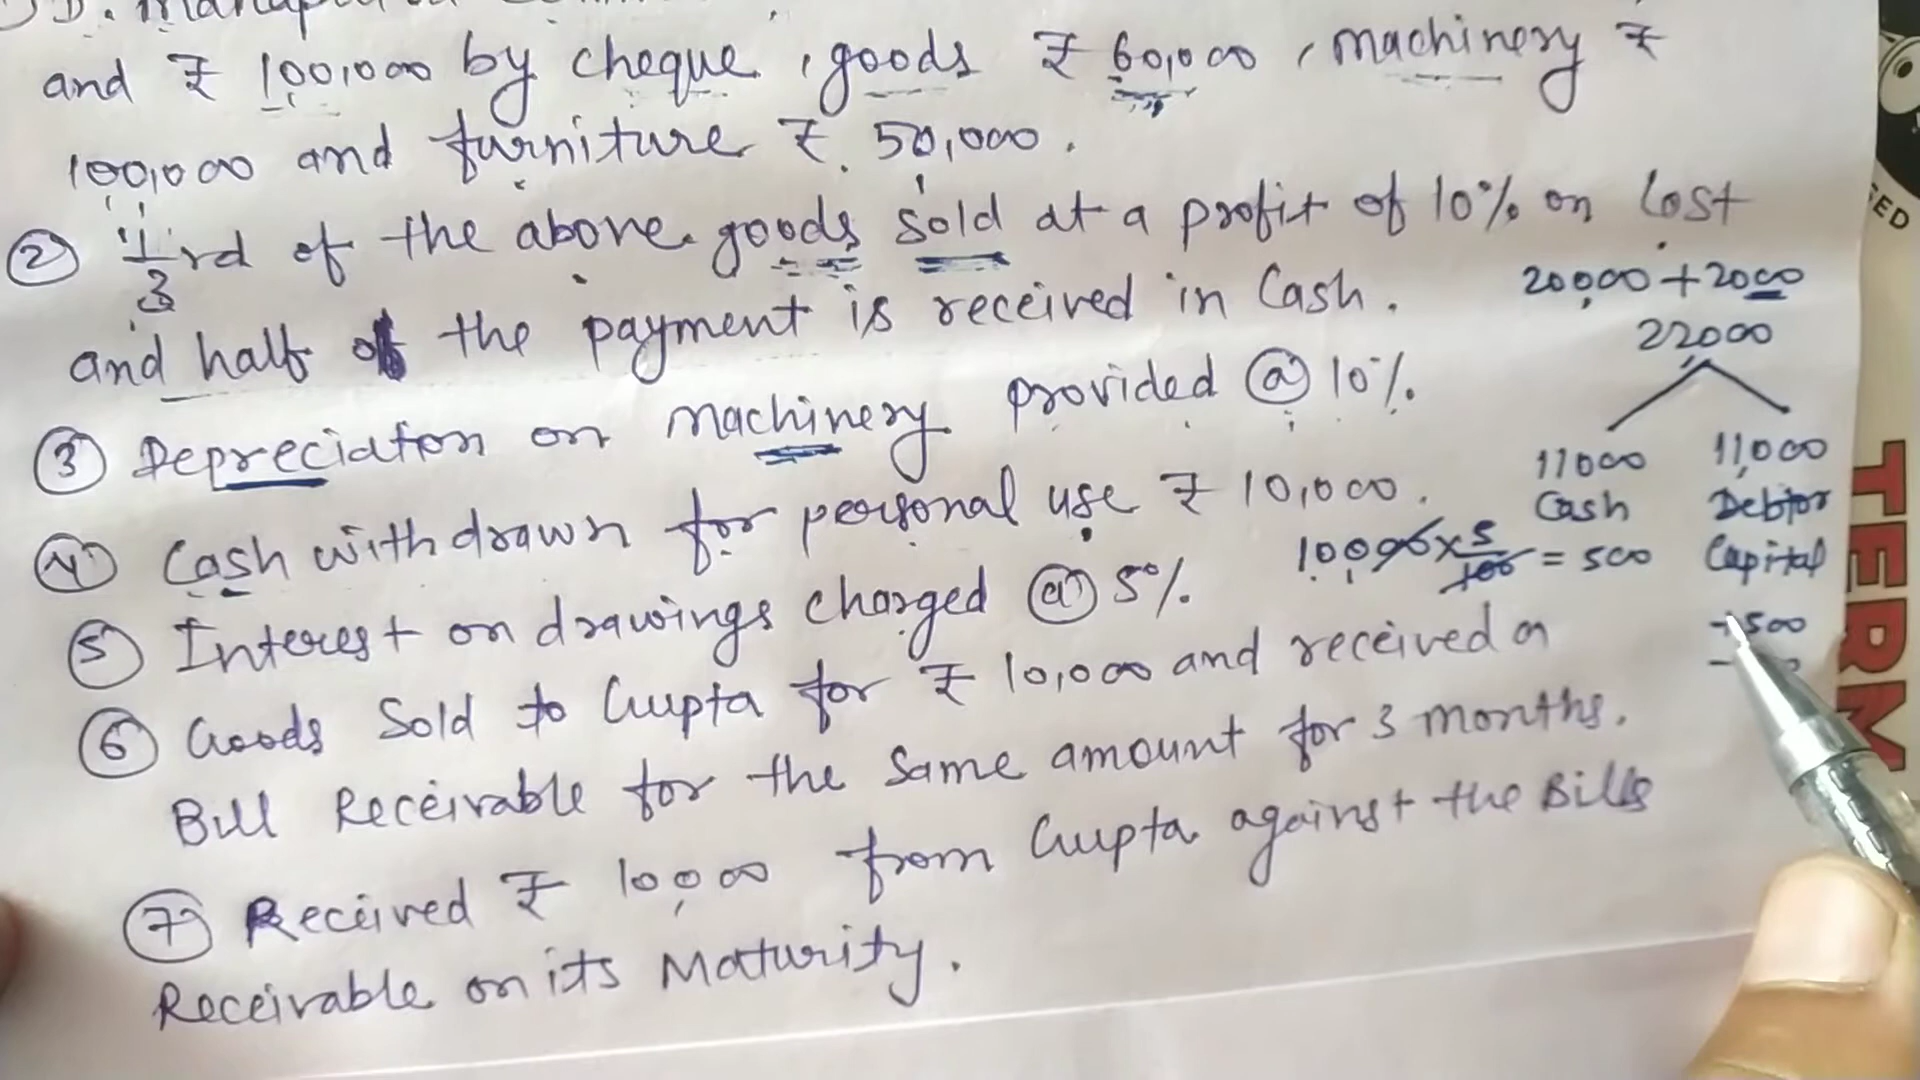 and ₹ 100,000 by cheque, goods ₹ 60,000, machinery ₹
100,000 and furniture ₹. 50,000.
② 1/3 rd of the above goods sold at a profit of 10% on Cost
and half of the payment is received in Cash.
20000 + 2000
22000
11000 11,000
Cash Debtor
③ Depreciation on machinery provided @ 10%.
④ Cash withdrawn for personal use ₹ 10,000.
10000 x 5/100 = 500 Capital
⑤ Interest on drawings charged @ 5%.
+500
⑥ Goods Sold to Gupta for ₹ 10,000 and received a
Bill Receivable for the same amount for 3 months.
⑦ Received ₹ 10,000 from Gupta against the Bills
Receivable on its Maturity.
TERM